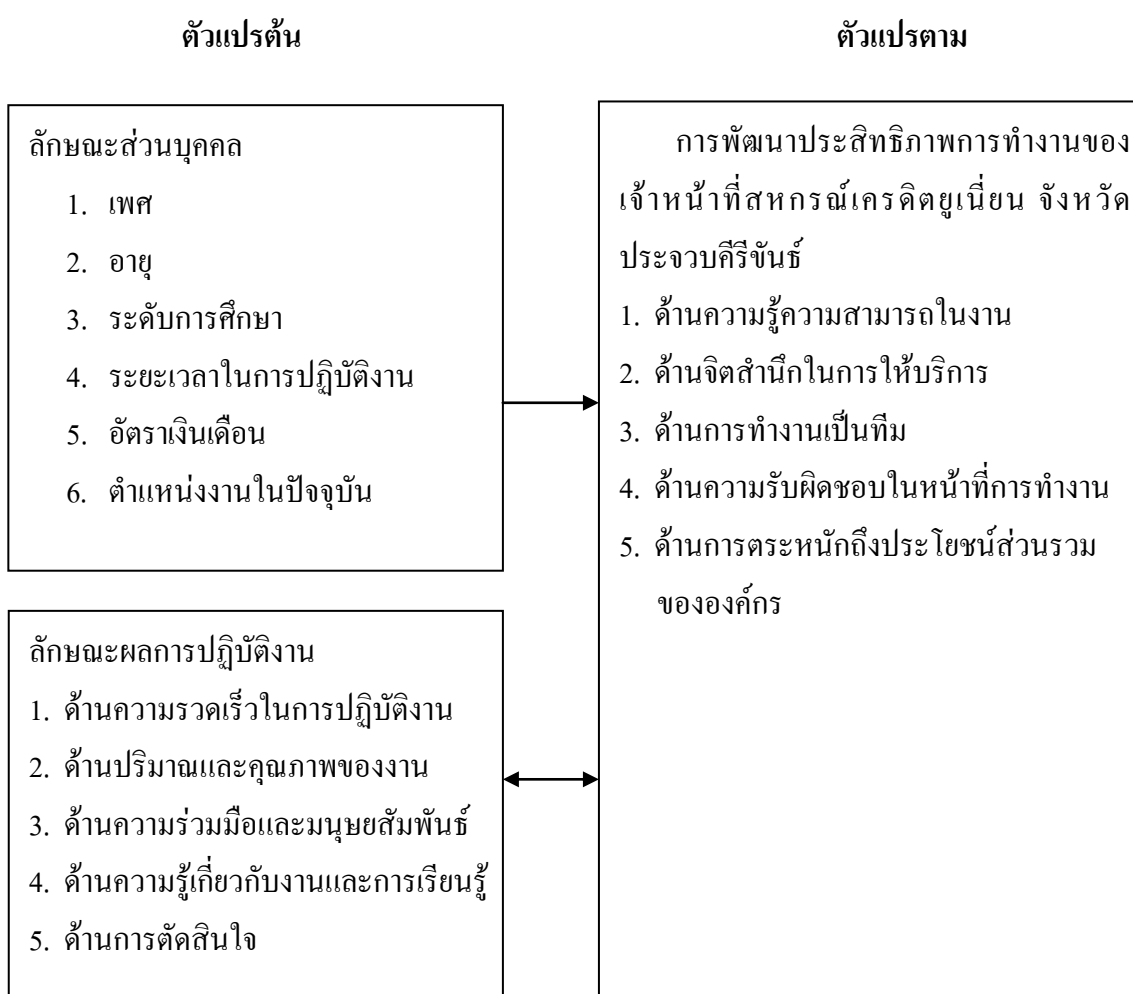 ตัวแปรต้น
ตัวแปรตาม
ลักษณะส่วนบุคคล
1. เพศ
2. อายุ
3. ระดับการศึกษา
4. ระยะเวลาในการปฏิบัติงาน
5. อัตราเงินเดือน
6. ตำแหน่งงานในปัจจุบัน
ลักษณะผลการปฏิบัติงาน
1. ด้านความรวดเร็วในการปฏิบัติงาน
2. ด้านปริมาณและคุณภาพของงาน
3. ด้านความร่วมมือและมนุษยสัมพันธ์
4. ด้านความรู้เกี่ยวกับงานและการเรียนรู้
5. ด้านการตัดสินใจ
การพัฒนาประสิทธิภาพการทำงานของ
เจ้าหน้าที่สหกรณ์เครดิตยูเนี่ยน จังหวัด
ประจวบคีรีขันธ์
1. ด้านความรู้ความสามารถในงาน
2. ด้านจิตสำนึกในการให้บริการ
3. ด้านการทำงานเป็นทีม
4. ด้านความรับผิดชอบในหน้าที่การทำงาน
5. ด้านการตระหนักถึงประโยชน์ส่วนรวม
ขององค์กร